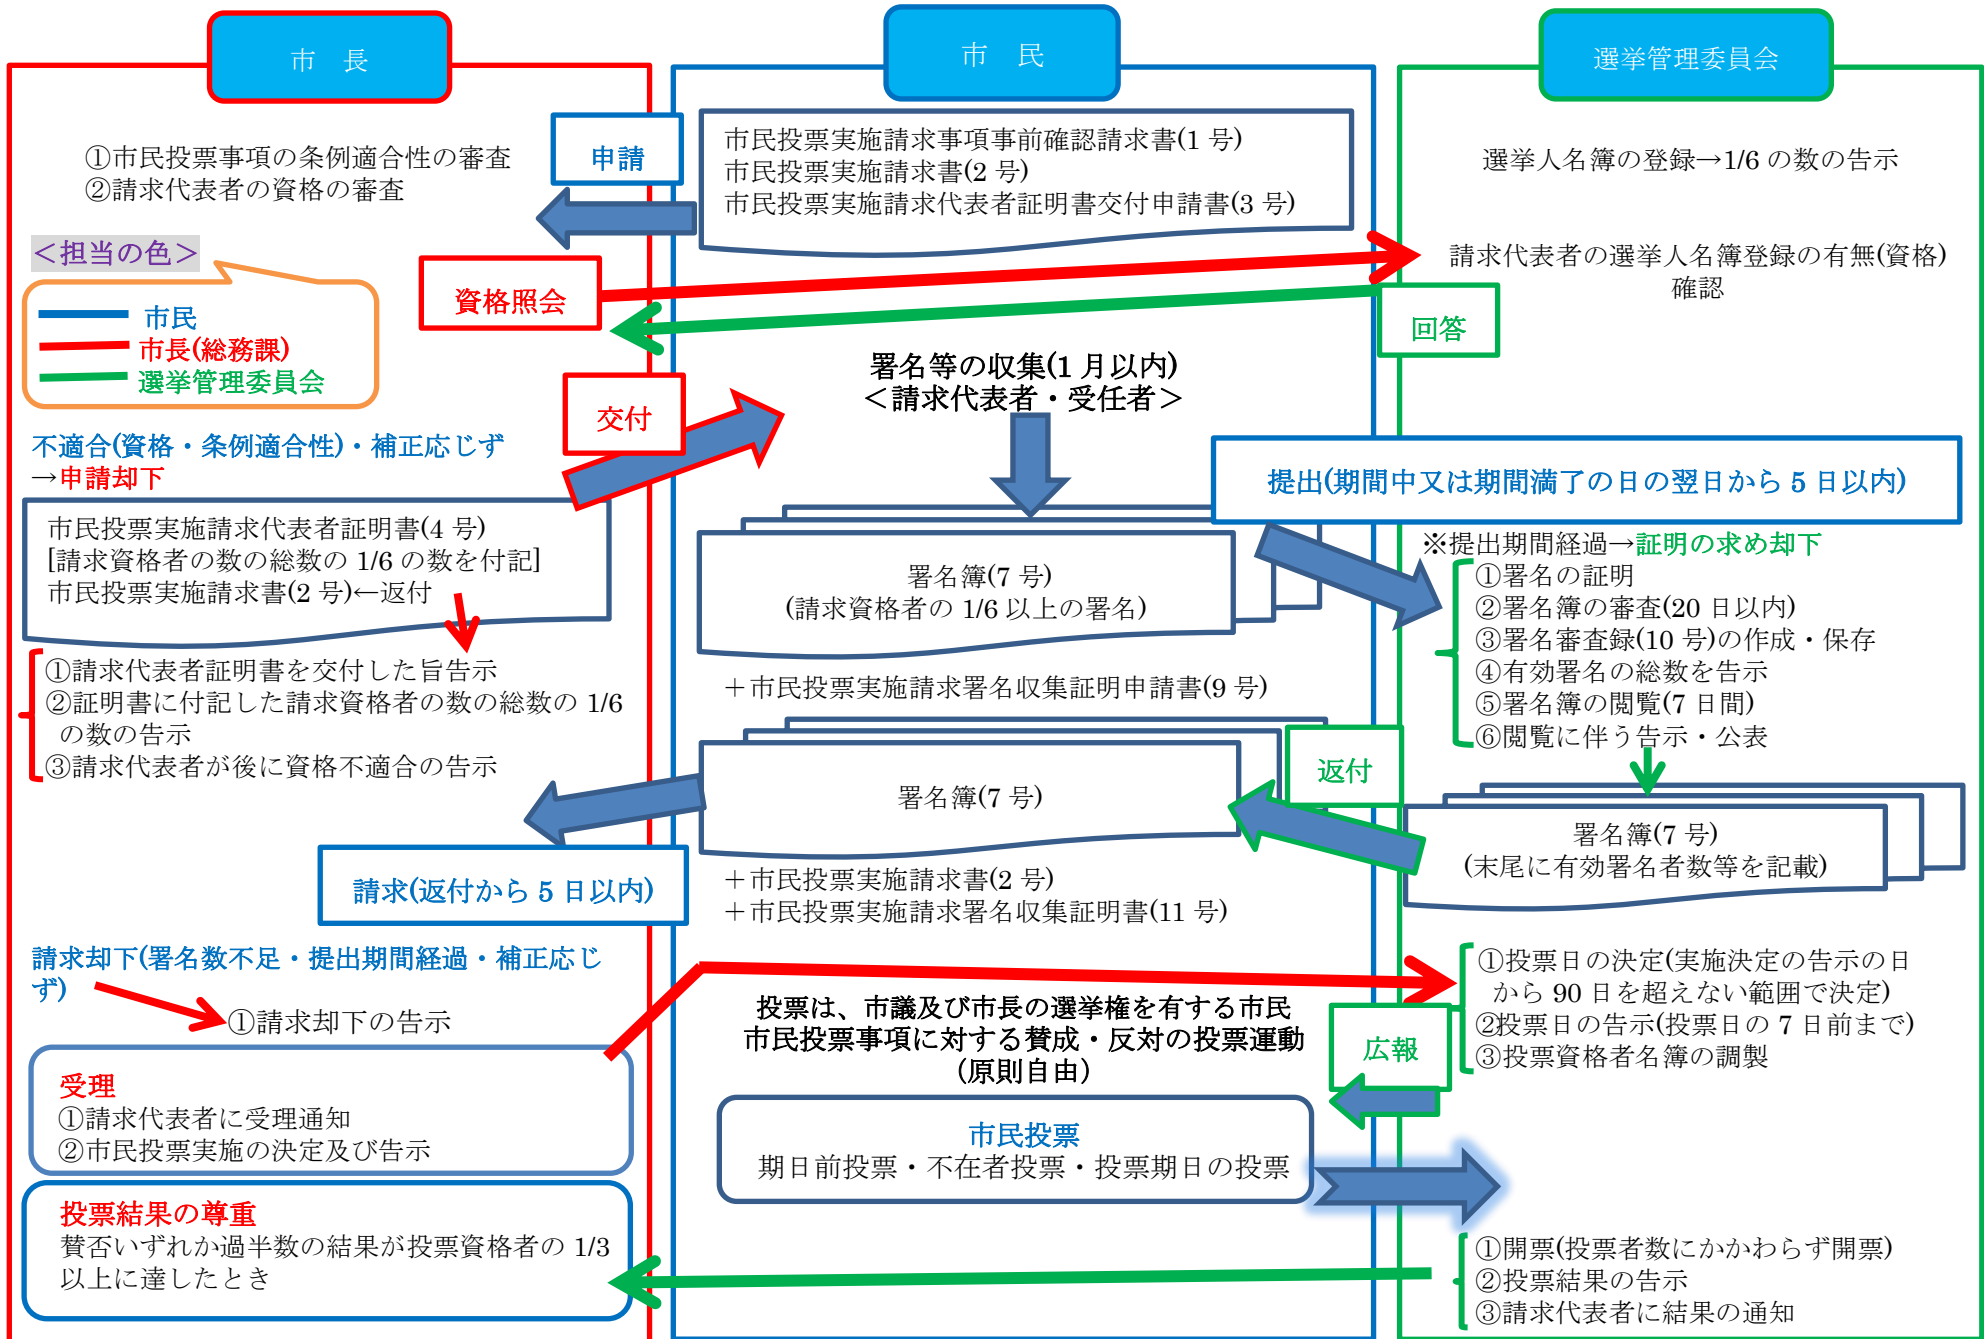 市　長
市　民
選挙管理委員会
①市民投票事項の条例適合性の審査
②請求代表者の資格の審査
申請
市民投票実施請求事項事前確認請求書(1 号)
市民投票実施請求書(2 号)
市民投票実施請求代表者証明書交付申請書(3 号)
選挙人名簿の登録→1/6 の数の告示
＜担当の色＞
市民
市長(総務課)
選挙管理委員会
資格照会
請求代表者の選挙人名簿登録の有無(資格)
確認
回答
交付
署名等の収集(1 月以内)
＜請求代表者・受任者＞
不適合(資格・条例適合性)・補正応じず
→申請却下
提出(期間中又は期間満了の日の翌日から 5 日以内)
市民投票実施請求代表者証明書(4 号)
[請求資格者の数の総数の 1/6 の数を付記]
市民投票実施請求書(2 号)←返付
署名簿(7 号)
(請求資格者の 1/6 以上の署名)
※提出期間経過→証明の求め却下
①署名の証明
②署名簿の審査(20 日以内)
③署名審査録(10 号)の作成・保存
④有効署名の総数を告示
⑤署名簿の閲覧(7 日間)
⑥閲覧に伴う告示・公表
①請求代表者証明書を交付した旨告示
②証明書に付記した請求資格者の数の総数の 1/6
の数の告示
③請求代表者が後に資格不適合の告示
＋市民投票実施請求署名収集証明申請書(9 号)
返付
署名簿(7 号)
署名簿(7 号)
(末尾に有効署名者数等を記載)
請求(返付から 5 日以内)
＋市民投票実施請求書(2 号)
＋市民投票実施請求署名収集証明書(11 号)
請求却下(署名数不足・提出期間経過・補正応じ
ず)
①請求却下の告示
投票は、市議及び市長の選挙権を有する市民
市民投票事項に対する賛成・反対の投票運動
(原則自由)
広報
①投票日の決定(実施決定の告示の日
から 90 日を超えない範囲で決定)
②投票日の告示(投票日の 7 日前まで)
③投票資格者名簿の調製
受理
①請求代表者に受理通知
②市民投票実施の決定及び告示
市民投票
期日前投票・不在者投票・投票期日の投票
投票結果の尊重
賛否いずれか過半数の結果が投票資格者の 1/3
以上に達したとき
①開票(投票者数にかかわらず開票)
②投票結果の告示
③請求代表者に結果の通知